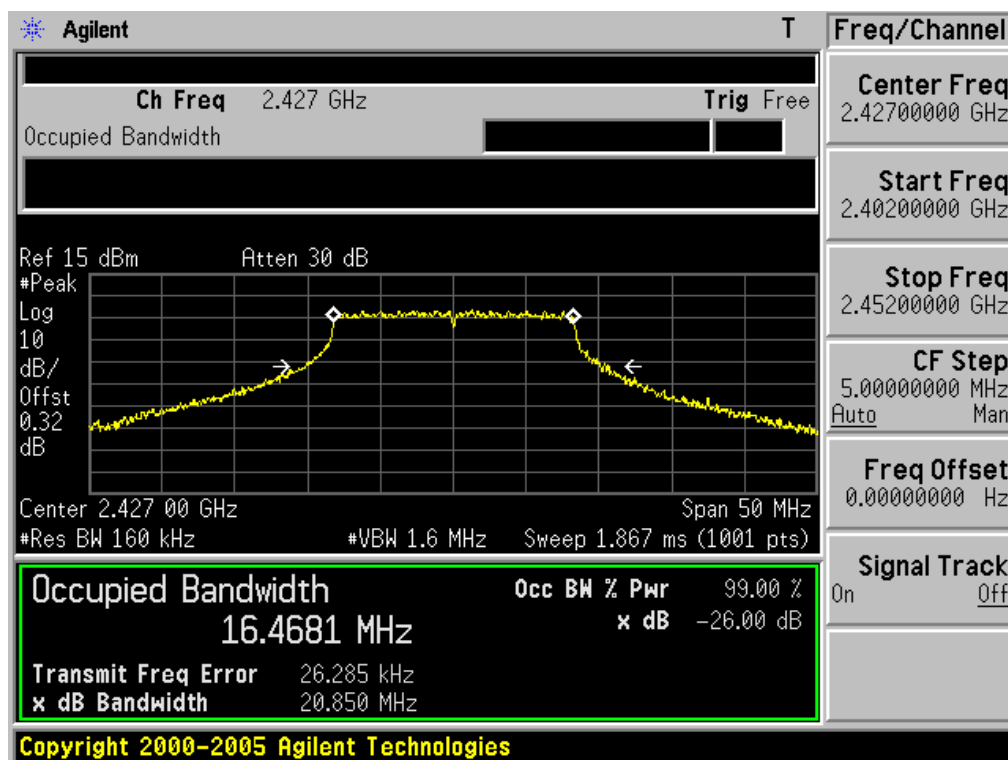 Agilent T
Freq/Channel
Ch Freq 2.427 GHz Trig Free
Occupied Bandwidth
Center Freq
2.42700000 GHz
Start Freq
2.40200000 GHz
Stop Freq
2.45200000 GHz
CF Step
5.00000000 MHz
Auto Man
Freq Offset
0.00000000 Hz
Signal Track
On Off
Ref 15 dBm Atten 30 dB
#Peak
Log
10
dB/
Offst
0.32
dB
Center 2.427 00 GHz Span 50 MHz
#Res BW 160 kHz #VBW 1.6 MHz Sweep 1.867 ms (1001 pts)
Occupied Bandwidth
16.4681 MHz
Occ BW % Pwr 99.00 %
x dB -26.00 dB
Transmit Freq Error 26.285 kHz
x dB Bandwidth 20.850 MHz
Copyright 2000-2005 Agilent Technologies